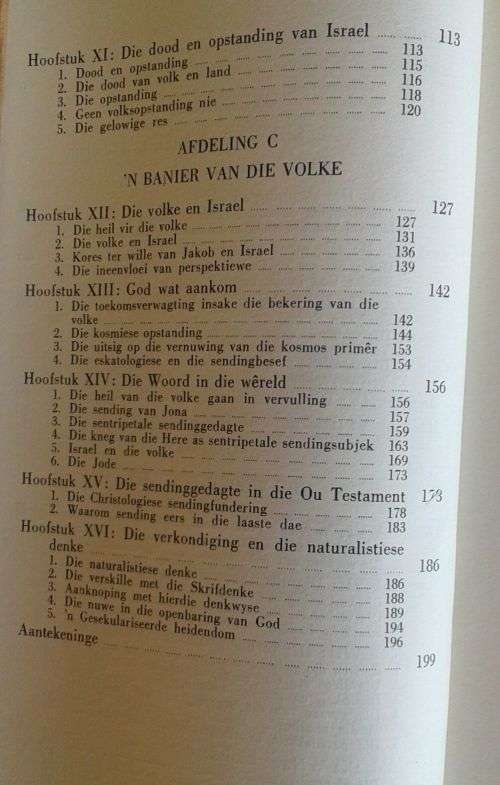 Hoofstuk XI: Die dood en opstanding van Israel ...... 113
1. Dood en opstanding ...... 113
2. Die dood van volk en land ...... 115
3. Die opstanding ...... 116
4. Geen volksopstanding nie ...... 118
5. Die gelowige res ...... 120
AFDELING C
'N BANIER VAN DIE VOLKE
Hoofstuk XII: Die volke en Israel ...... 127
1. Die heil vir die volke ...... 127
2. Die volke en Israel ...... 131
3. Kores ter wille van Jakob en Israel ...... 136
4. Die ineenvloei van perspektiewe ...... 139
Hoofstuk XIII: God wat aankom ...... 142
1. Die toekomsverwagting insake die bekering van die
volke ...... 142
2. Die kosmiese opstanding ...... 144
3. Die uitsig op die vernuwing van die kosmos primêr 153
4. Die eskatologiese en die sendingbesef ...... 154
Hoofstuk XIV: Die Woord in die wêreld ...... 156
1. Die heil van die volke gaan in vervulling ...... 156
2. Die sending van Jona ...... 157
3. Die sentripetale sendinggedagte ...... 159
4. Die kneg van die Here as sentripetale sendingsubjek 163
5. Israel en die volke ...... 169
6. Die Jode ...... 173
Hoofstuk XV: Die sendinggedagte in die Ou Testament 178
1. Die Christologiese sendingfundering ...... 178
2. Waarom sending eers in die laaste dae ...... 183
Hoofstuk XVI: Die verkondiging en die naturalistiese
denke ...... 186
1. Die naturalistiese denke ...... 186
2. Die verskille met die Skrifdenke ...... 188
3. Aanknoping met hierdie denkwyse ...... 189
4. Die nuwe in die openbaring van God ...... 194
5. 'n Gesekulariseerde heidendom ...... 196
Aantekeninge ...... 199